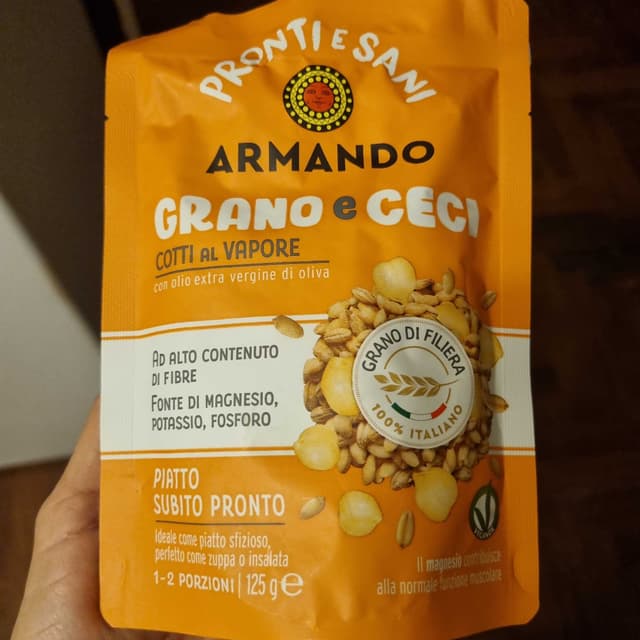 PRONTI E SANI
ARMANDO
GRANO e CECI
COTTI AL VAPORE
con olio extra vergine di oliva
AD ALTO CONTENUTO
DI FIBRE
FONTE DI MAGNESIO,
POTASSIO, FOSFORO
GRANO DI FILIERA
100% ITALIANO
PIATTO
SUBITO PRONTO
Ideale come piatto sfizioso,
perfetto come zuppa o insalata
1-2 PORZIONI 125 g e
Il magnesio contribuisce
alla normale funzione muscolare